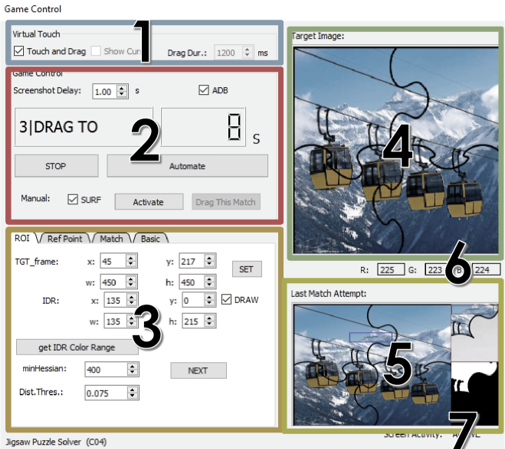 Game Control
Virtual Touch
Touch and Drag
Drag Dur.: 1200 ms
1
Game Control
Screenshot Delay: 1.00 s
ADB
3|DRAG TO
8 S
2
STOP
Automate
Manual: SURF
Activate
Drag This Match
ROI Ref Point Match Basic
TGT_frame: x: 45 y: 217
SET
w: 450 h: 450
IDR: x: 135 y: 0
DRAW
w: 135 h: 215
3
get IDR Color Range
minHessian: 400
NEXT
Dist.Thres.: 0.075
Jigsaw Puzzle Solver (C04)
Target Image:
4
R: 225 G: 223 B: 224
6
Last Match Attempt:
5
7
Screen Activity: